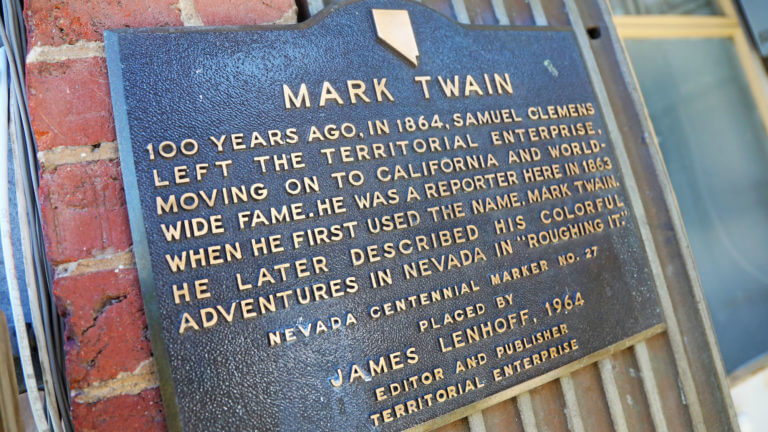 MARK TWAIN
100 YEARS AGO, IN 1864, SAMUEL CLEMENS
LEFT THE TERRITORIAL ENTERPRISE,
MOVING ON TO CALIFORNIA AND WORLD-
WIDE FAME. HE WAS A REPORTER HERE IN 1863
WHEN HE FIRST USED THE NAME, MARK TWAIN.
HE LATER DESCRIBED HIS COLORFUL
ADVENTURES IN NEVADA IN "ROUGHING IT."
NEVADA CENTENNIAL MARKER NO. 27
PLACED BY
JAMES LENHOFF, 1964
EDITOR AND PUBLISHER
TERRITORIAL ENTERPRISE